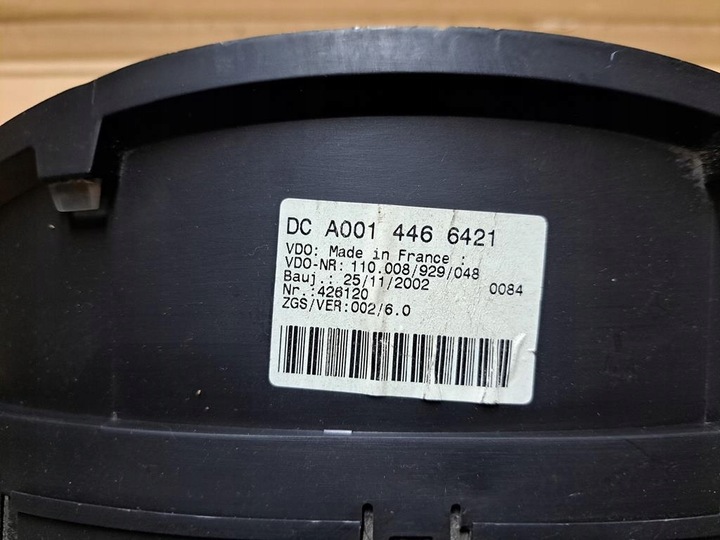 DC A001 446 6421
VDO: Made in France :
VDO-NR: 110.008/929/048
Bauj.: 25/11/2002 0084
Nr.:426120
ZGS/VER:002/6.0